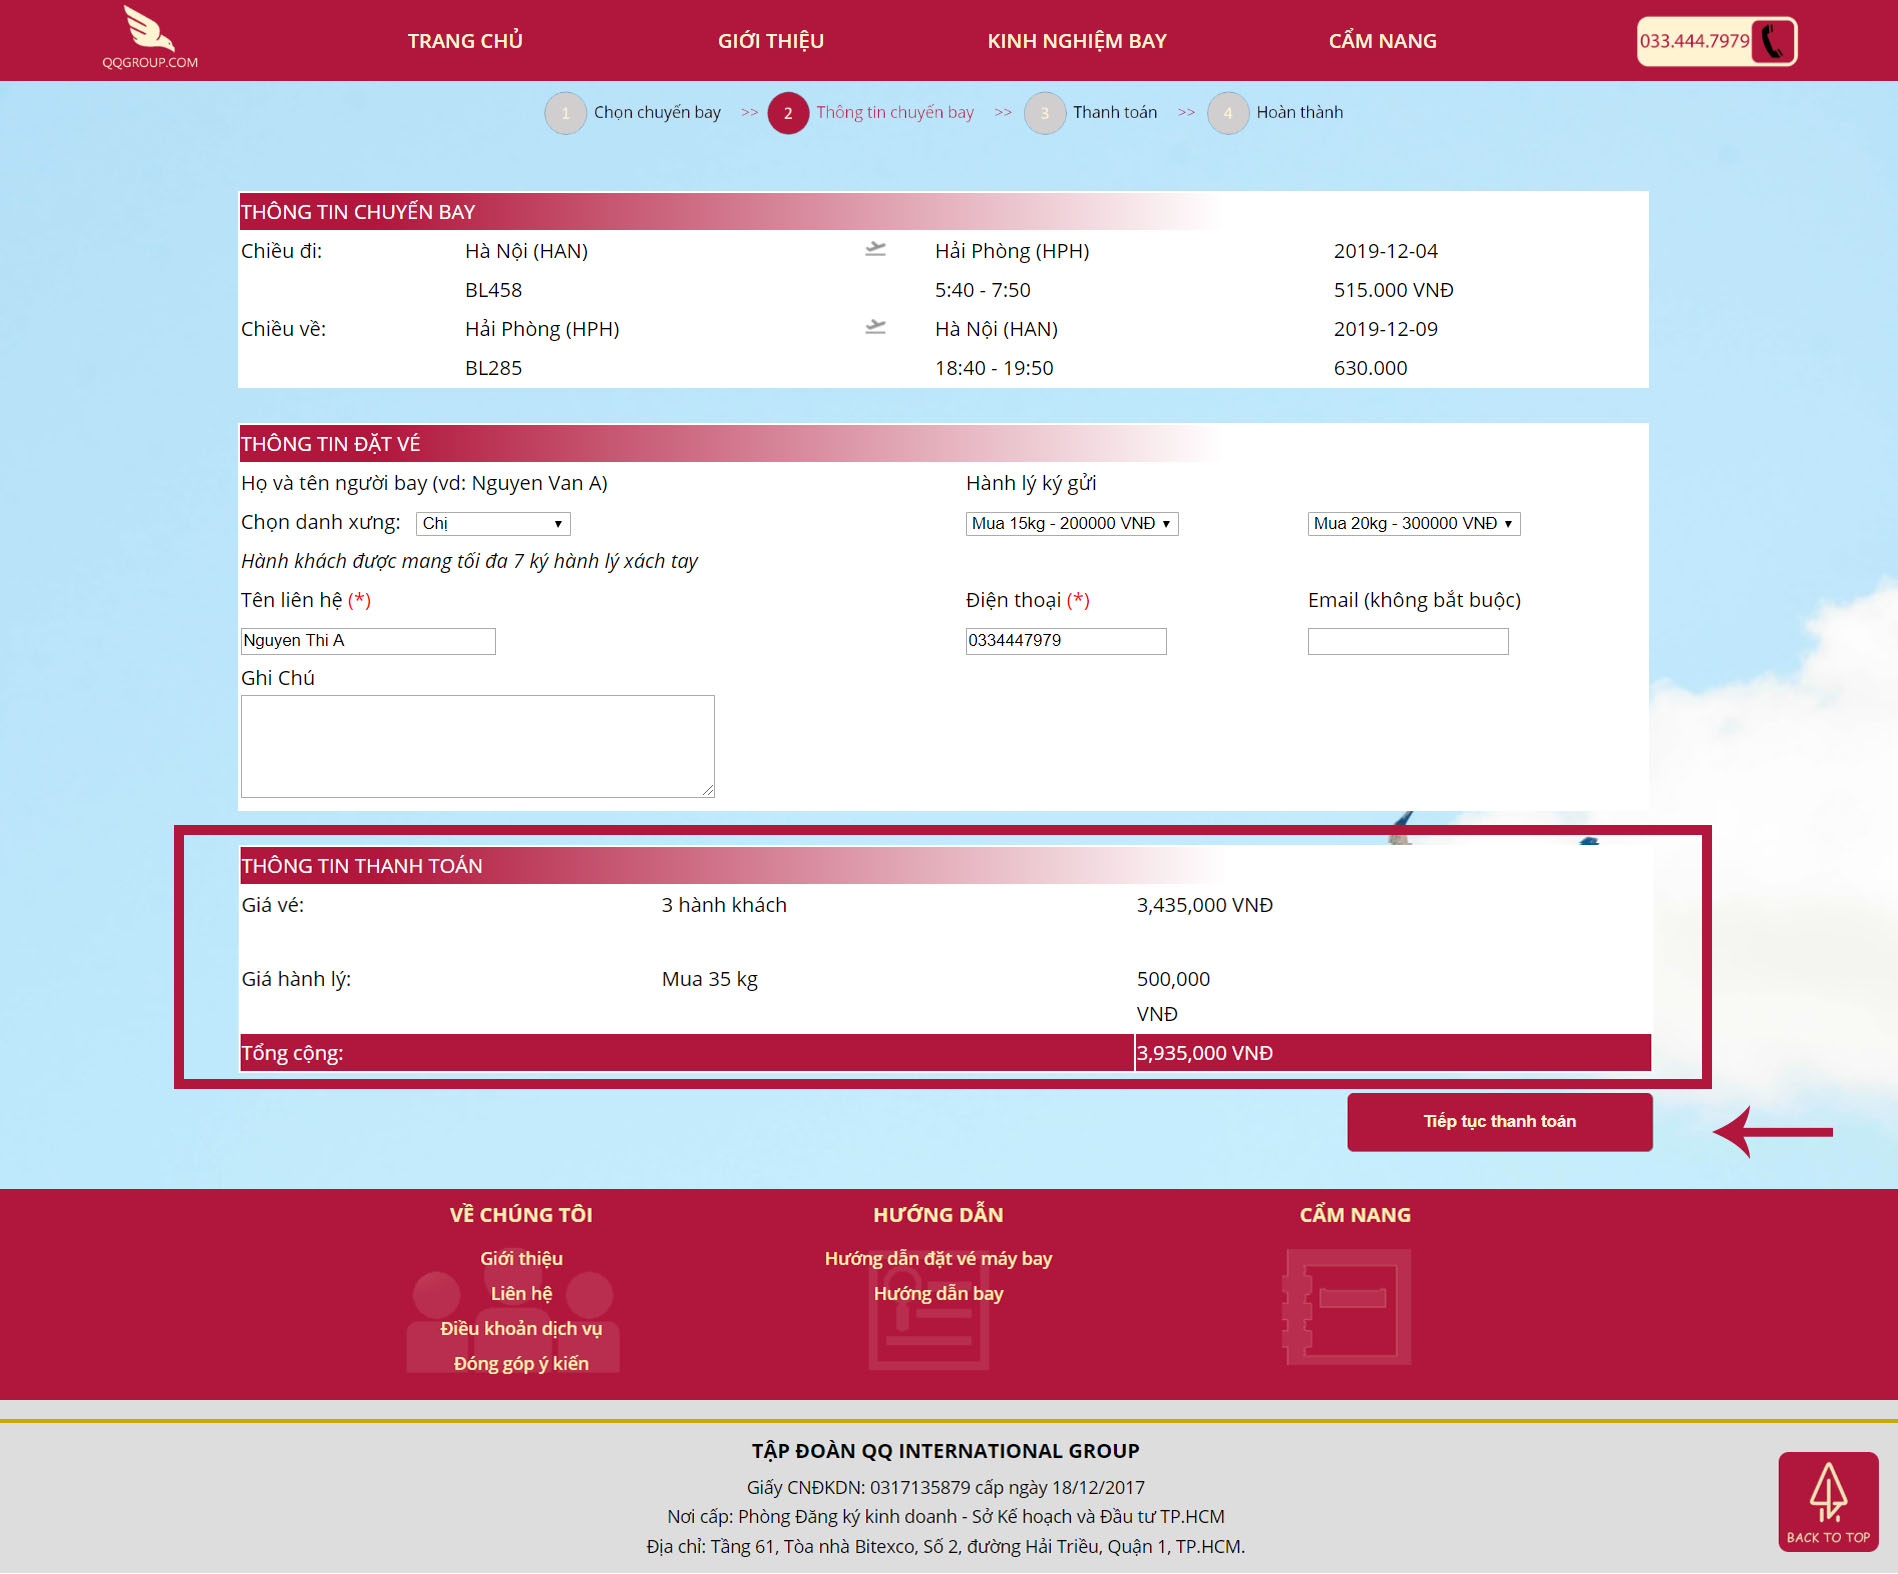 QQGROUP.COM
TRANG CHỦ
GIỚI THIỆU
KINH NGHIỆM BAY
CẨM NANG
033.444.7979
1 Chọn chuyến bay >> 2 Thông tin chuyến bay >> 3 Thanh toán >> 4 Hoàn thành
THÔNG TIN CHUYẾN BAY
Chiều đi: Hà Nội (HAN) Hải Phòng (HPH) 2019-12-04
BL458 5:40 - 7:50 515.000 VNĐ
Chiều về: Hải Phòng (HPH) Hà Nội (HAN) 2019-12-09
BL285 18:40 - 19:50 630.000
THÔNG TIN ĐẶT VÉ
Họ và tên người bay (vd: Nguyen Van A) Hành lý ký gửi
Chọn danh xưng: Chị Mua 15kg - 200000 VNĐ Mua 20kg - 300000 VNĐ
Hành khách được mang tối đa 7 ký hành lý xách tay
Tên liên hệ (*) Điện thoại (*) Email (không bắt buộc)
Nguyen Thi A 0334447979
Ghi Chú
THÔNG TIN THANH TOÁN
Giá vé: 3 hành khách 3,435,000 VNĐ
Giá hành lý: Mua 35 kg 500,000
VNĐ
Tổng cộng: 3,935,000 VNĐ
Tiếp tục thanh toán
VỀ CHÚNG TÔI
Giới thiệu
Liên hệ
Điều khoản dịch vụ
Đóng góp ý kiến
HƯỚNG DẪN
Hướng dẫn đặt vé máy bay
Hướng dẫn bay
CẨM NANG
TẬP ĐOÀN QQ INTERNATIONAL GROUP
Giấy CNĐKDN: 0317135879 cấp ngày 18/12/2017
Nơi cấp: Phòng Đăng ký kinh doanh - Sở Kế hoạch và Đầu tư TP.HCM
Địa chỉ: Tầng 61, Tòa nhà Bitexco, Số 2, đường Hải Triều, Quận 1, TP.HCM.
BACK TO TOP